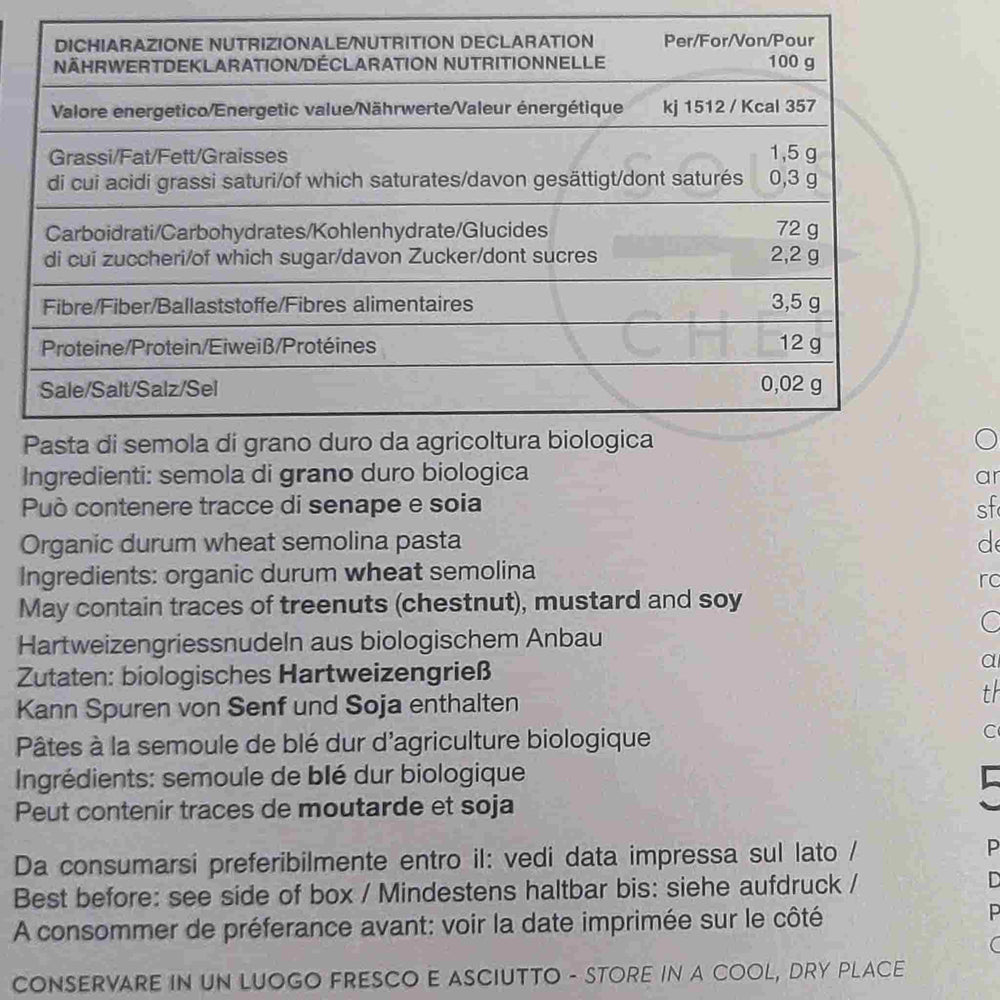 DICHIARAZIONE NUTRIZIONALE/NUTRITION DECLARATION Per/For/Von/Pour
NÄHRWERTDEKLARATION/DÉCLARATION NUTRITIONNELLE 100 g
Valore energetico/Energetic value/Nährwerte/Valeur énergétique kj 1512 / Kcal 357
Grassi/Fat/Fett/Graisses 1,5 g
di cui acidi grassi saturi/of which saturates/davon gesättigt/dont saturés 0,3 g
Carboidrati/Carbohydrates/Kohlenhydrate/Glucides 72 g
di cui zuccheri/of which sugar/davon Zucker/dont sucres 2,2 g
Fibre/Fiber/Ballaststoffe/Fibres alimentaires 3,5 g
Proteine/Protein/Eiweiß/Protéines 12 g
Sale/Salt/Salz/Sel 0,02 g
SOUS
CHEF
Pasta di semola di grano duro da agricoltura biologica
Ingredienti: semola di grano duro biologica
Può contenere tracce di senape e soia
Organic durum wheat semolina pasta
Ingredients: organic durum wheat semolina
May contain traces of treenuts (chestnut), mustard and soy
Hartweizengriessnudeln aus biologischem Anbau
Zutaten: biologisches Hartweizengrieß
Kann Spuren von Senf und Soja enthalten
Pâtes à la semoule de blé dur d'agriculture biologique
Ingrédients: semoule de blé dur biologique
Peut contenir traces de moutarde et soja
Da consumarsi preferibilmente entro il: vedi data impressa sul lato /
Best before: see side of box / Mindestens haltbar bis: siehe aufdruck /
A consommer de préferance avant: voir la date imprimée sur le côté
CONSERVARE IN UN LUOGO FRESCO E ASCIUTTO - STORE IN A COOL, DRY PLACE